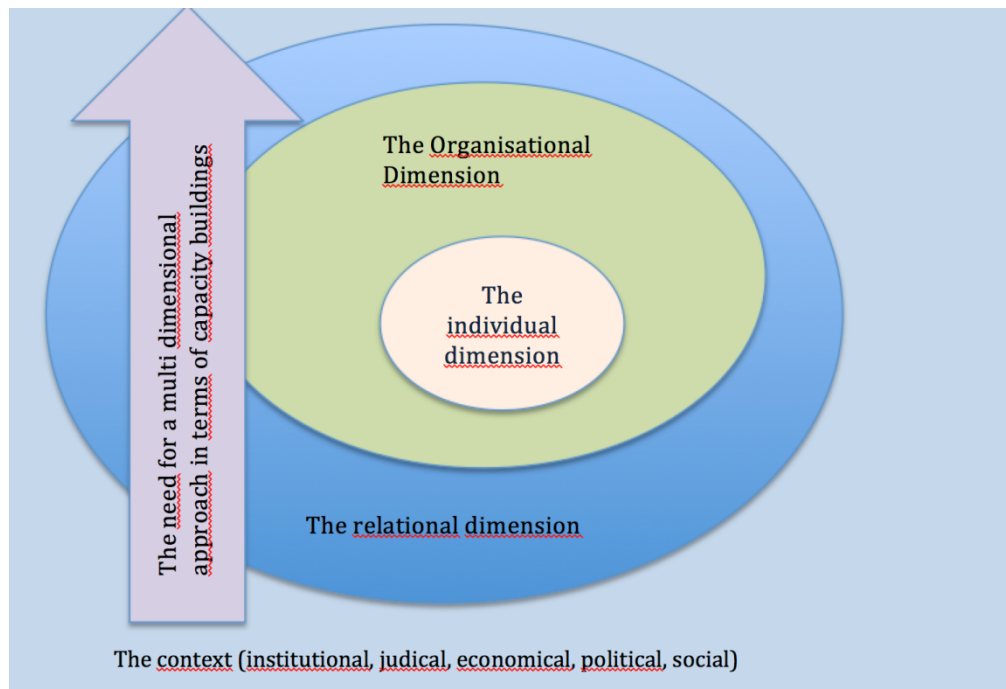 The Organisational
Dimension
The
individual
dimension
The need for a multi dimensional
approach in terms of capacity buildings
The relational dimension
The context (institutional, judical, economical, political, social)